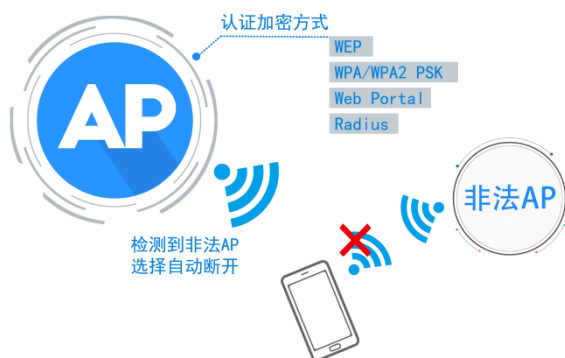 认证加密方式
WEP
WPA/WPA2 PSK
Web Portal
Radius
AP
非法AP
检测到非法AP
选择自动断开